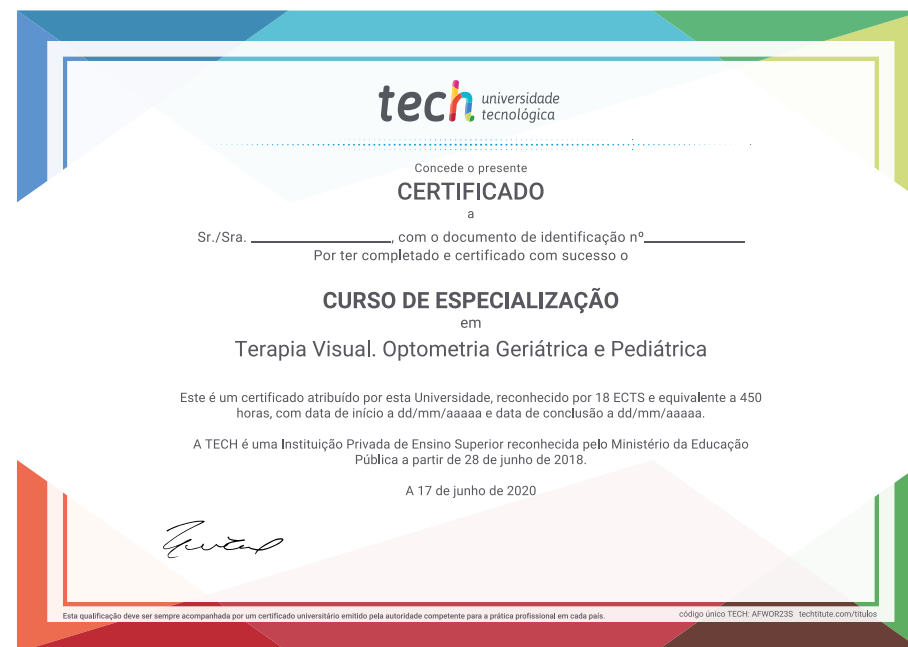 tech universidade
tecnológica
Concede o presente
CERTIFICADO
a
Sr./Sra. ____________________, com o documento de identificação nº______________
Por ter completado e certificado com sucesso o
CURSO DE ESPECIALIZAÇÃO
em
Terapia Visual. Optometria Geriátrica e Pediátrica
Este é um certificado atribuído por esta Universidade, reconhecido por 18 ECTS e equivalente a 450
horas, com data de início a dd/mm/aaaaa e data de conclusão a dd/mm/aaaaa.
A TECH é uma Instituição Privada de Ensino Superior reconhecida pelo Ministério da Educação
Pública a partir de 28 de junho de 2018.
A 17 de junho de 2020
Esta qualificação deve ser sempre acompanhada por um certificado universitário emitido pela autoridade competente para a prática profissional em cada país.
código único TECH: AFWOR23S techtitute.com/titulos